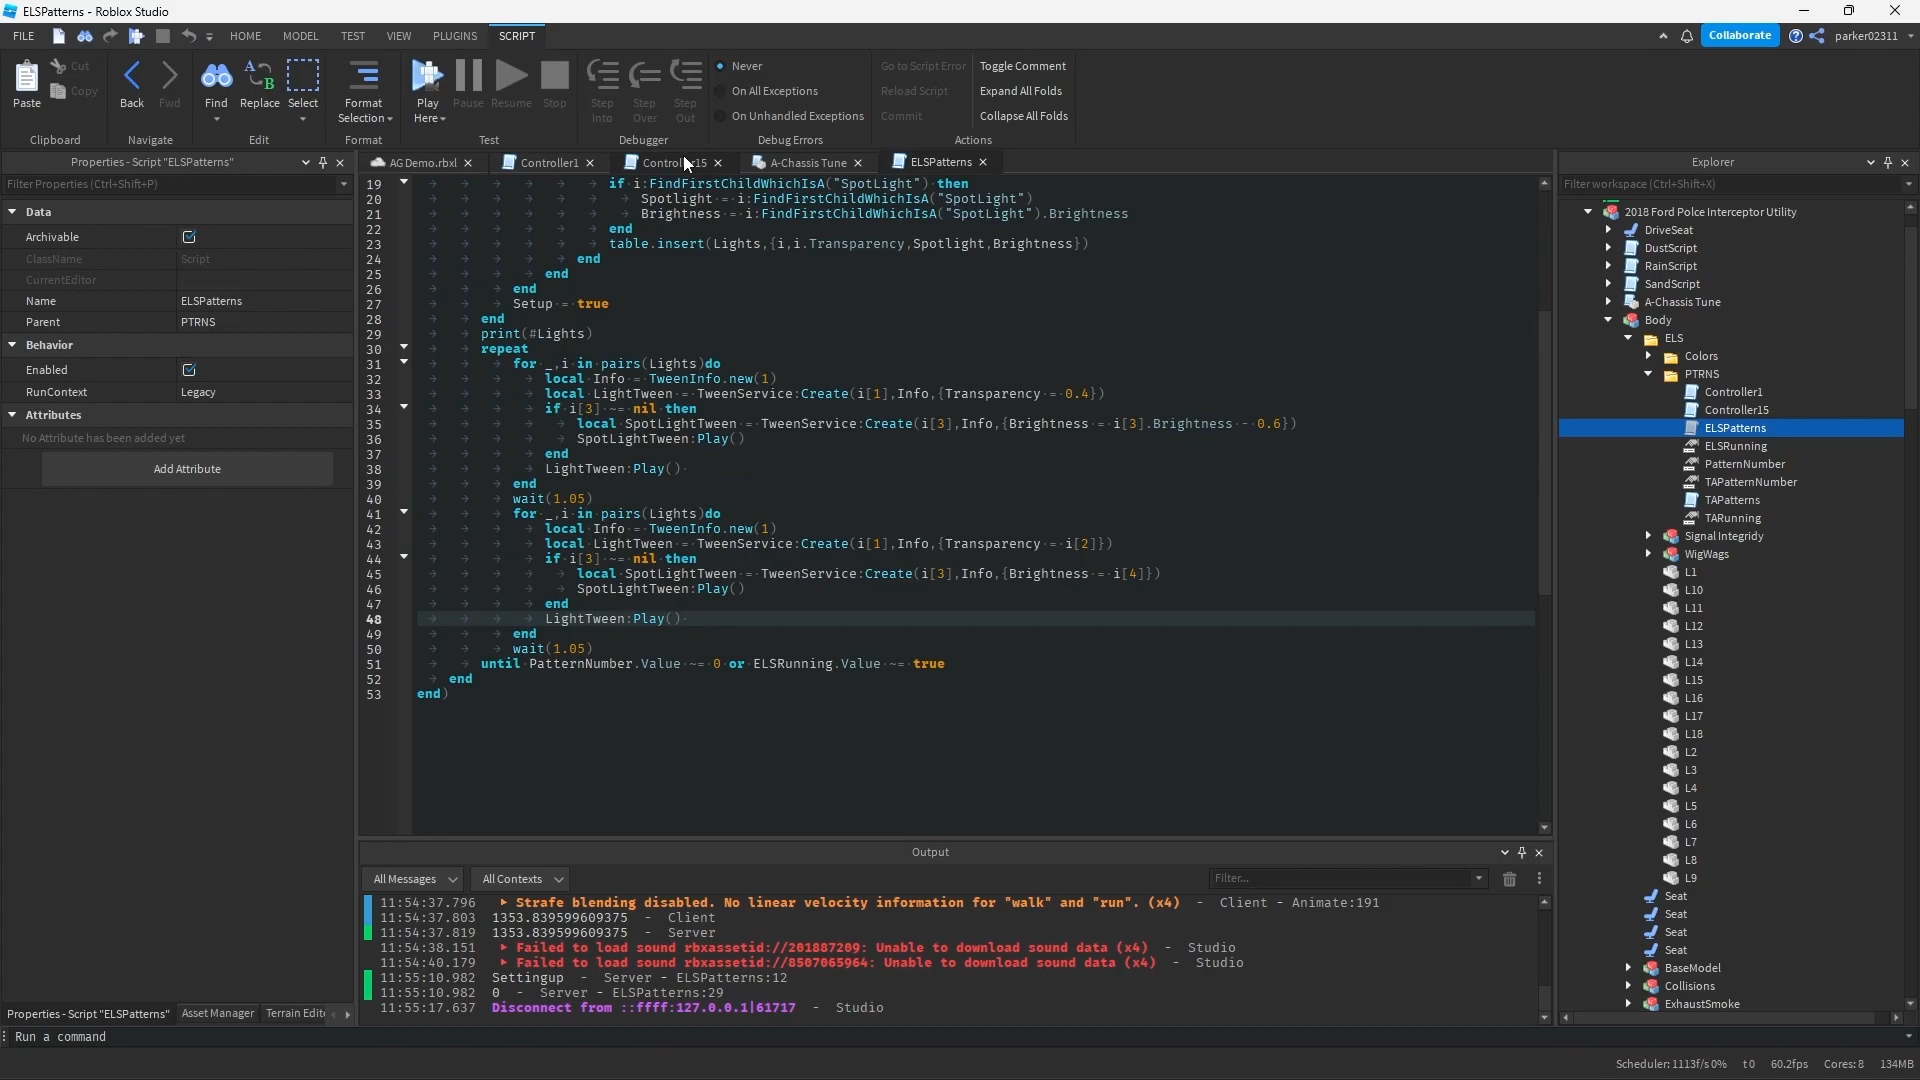 ELSPatterns - Roblox Studio
FILE HOME MODEL TEST VIEW PLUGINS SCRIPT Collaborate parker02311
Paste Cut Copy Clipboard
Back Fwd Navigate
Find Replace Select Edit
Format Selection Format
Play Here Pause Resume Stop Test
Step Into Step Over Step Out Debugger
Never
On All Exceptions
On Unhandled Exceptions
Debug Errors
Go to Script Error
Reload Script
Commit
Toggle Comment
Expand All Folds
Collapse All Folds
Actions
Properties - Script "ELSPatterns"
Filter Properties (Ctrl+Shift+P)
Data
Archivable
ClassName Script
CurrentEditor
Name ELSPatterns
Parent PTRNS
Behavior
Enabled
RunContext Legacy
Attributes
No Attribute has been added yet
Add Attribute
Properties - Script "ELSPatterns" Asset Manager Terrain Edito
AG Demo.rbxl Controller1 Controller15 A-Chassis Tune ELSPatterns
19 if i:FindFirstChildWhichIsA("SpotLight") then
20 Spotlight = i:FindFirstChildWhichIsA("SpotLight")
21 Brightness = i:FindFirstChildWhichIsA("SpotLight").Brightness
22 end
23 table.insert(Lights,{i,i.Transparency,Spotlight,Brightness})
24 end
25 end
26 end
27 Setup = true
28 end
29 print(#Lights)
30 repeat
31 for _,i in pairs(Lights)do
32 local Info = TweenInfo.new(1)
33 local LightTween = TweenService:Create(i[1],Info,{Transparency = 0.4})
34 if i[3] ~= nil then
35 local SpotLightTween = TweenService:Create(i[3],Info,{Brightness = i[3].Brightness - 0.6})
36 SpotLightTween:Play()
37 end
38 LightTween:Play()
39 end
40 wait(1.05)
41 for _,i in pairs(Lights)do
42 local Info = TweenInfo.new(1)
43 local LightTween = TweenService:Create(i[1],Info,{Transparency = i[2]})
44 if i[3] ~= nil then
45 local SpotLightTween = TweenService:Create(i[3],Info,{Brightness = i[4]})
46 SpotLightTween:Play()
47 end
48 LightTween:Play()
49 end
50 wait(1.05)
51 until PatternNumber.Value ~= 0 or ELSRunning.Value ~= true
52 end
53 end)
Output
All Messages All Contexts Filter...
11:54:37.796 Strafe blending disabled. No linear velocity information for "walk" and "run". (x4) - Client - Animate:191
11:54:37.803 1353.839599609375 - Client
11:54:37.819 1353.839599609375 - Server
11:54:38.151 Failed to load sound rbxassetid://201887209: Unable to download sound data (x4) - Studio
11:54:40.179 Failed to load sound rbxassetid://8507065964: Unable to download sound data (x4) - Studio
11:55:10.982 Settingup - Server - ELSPatterns:12
11:55:10.982 0 - Server - ELSPatterns:29
11:55:17.637 Disconnect from ::ffff:127.0.0.1|61717 - Studio
Explorer
Filter workspace (Ctrl+Shift+X)
2018 Ford Polce Interceptor Utility
DriveSeat
DustScript
RainScript
SandScript
A-Chassis Tune
Body
ELS
Colors
PTRNS
Controller1
Controller15
ELSPatterns
ELSRunning
PatternNumber
TAPatternNumber
TAPatterns
TARunning
Signal Integridy
WigWags
L1
L10
L11
L12
L13
L14
L15
L16
L17
L18
L2
L3
L4
L5
L6
L7
L8
L9
Seat
Seat
Seat
Seat
BaseModel
Collisions
ExhaustSmoke
Run a command
Scheduler: 1113f/s 0% t0 60.2fps Cores: 8 134MB